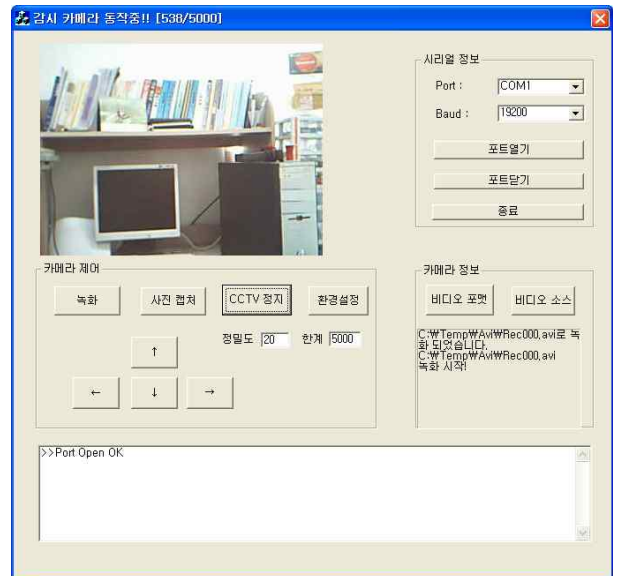 감시 카메라 동작중!! [538/5000]
시리얼 정보
Port : COM1
Baud : 19200
포트열기
포트닫기
종료
카메라 제어
녹화 사진 캡처 CCTV 정지 환경설정
정밀도 20 한계 5000
↑
← ↓ →
카메라 정보
비디오 포맷 비디오 소스
C:₩Temp₩Avi₩Rec000,avi로 녹
화 되었습니다.
C:₩Temp₩Avi₩Rec000,avi
녹화 시작!
>>Port Open OK